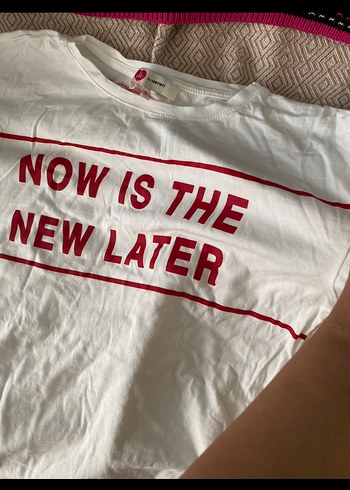 NOW IS THE
NEW LATER